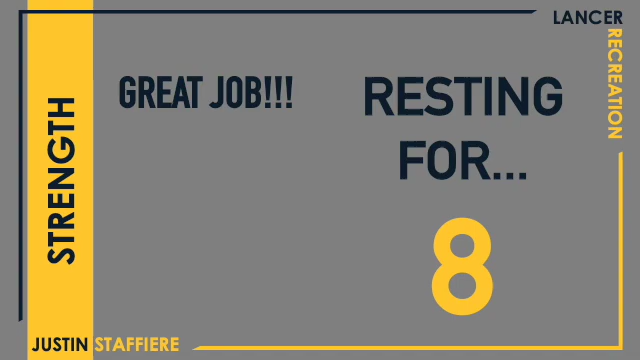 LANCER
RECREATION
STRENGTH
GREAT JOB!!!
RESTING
FOR...
8
JUSTIN STAFFIERE